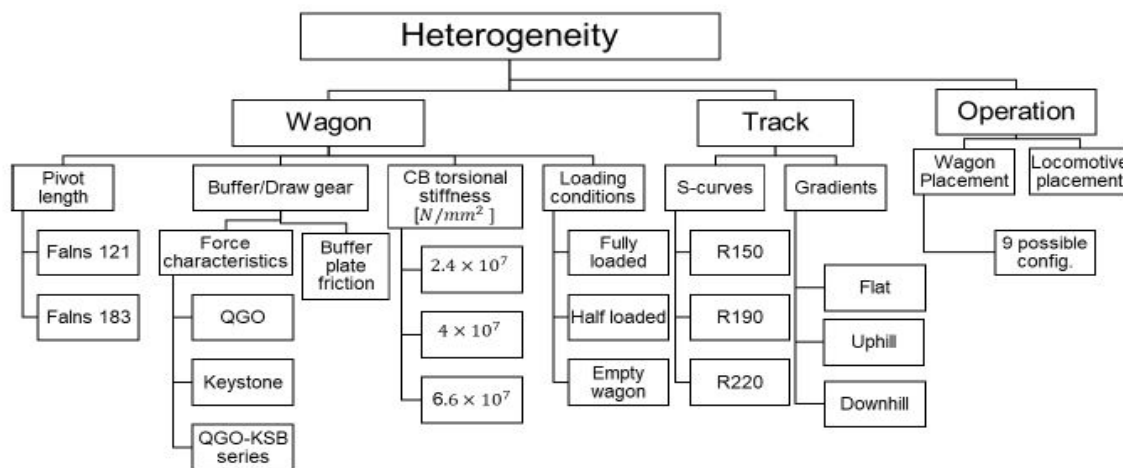 Heterogeneity
Wagon
Track
Operation
Pivot
length
Buffer/Draw gear
CB torsional
stiffness
[N/mm²]
Loading
conditions
S-curves
Gradients
Wagon
Placement
Locomotive
placement
Falns 121
Falns 183
Force
characteristics
Buffer
plate
friction
QGO
Keystone
QGO-KSB
series
2.4 × 10⁷
4 × 10⁷
6.6 × 10⁷
Fully
loaded
Half loaded
Empty
wagon
R150
R190
R220
Flat
Uphill
Downhill
9 possible
config.